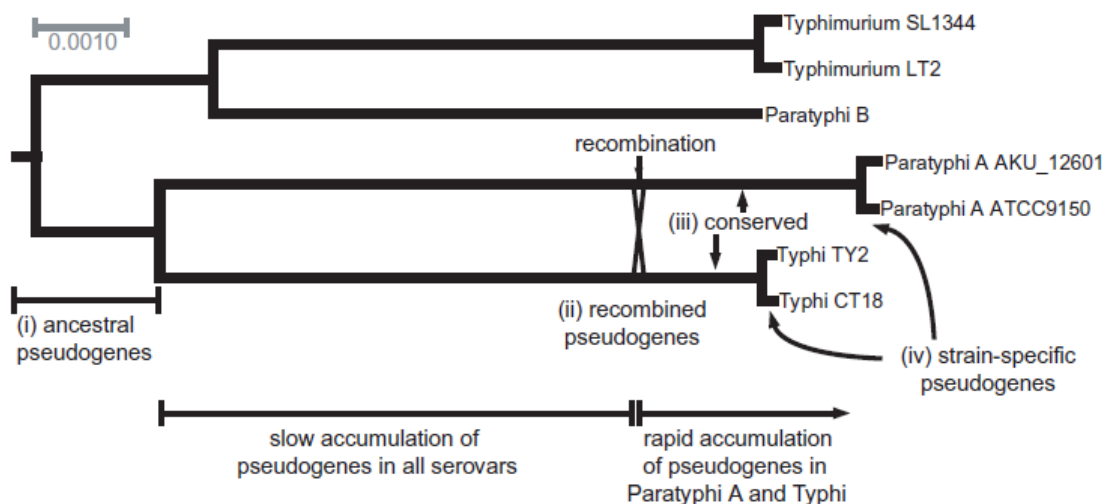 0.0010
Typhimurium SL1344
Typhimurium LT2
Paratyphi B
recombination
Paratyphi A AKU_12601
Paratyphi A ATCC9150
(iii) conserved
Typhi TY2
Typhi CT18
(i) ancestral
pseudogenes
(ii) recombined
pseudogenes
(iv) strain-specific
pseudogenes
slow accumulation of
pseudogenes in all serovars
rapid accumulation
of pseudogenes in
Paratyphi A and Typhi